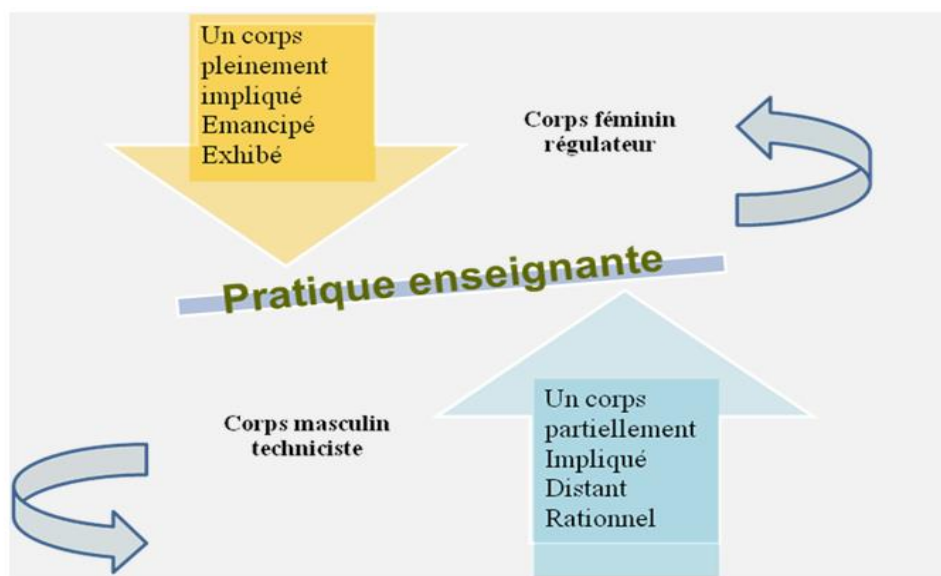 Un corps
pleinement
impliqué
Emancipé
Exhibé
Corps féminin
régulateur
Pratique enseignante
Corps masculin
techniciste
Un corps
partiellement
Impliqué
Distant
Rationnel